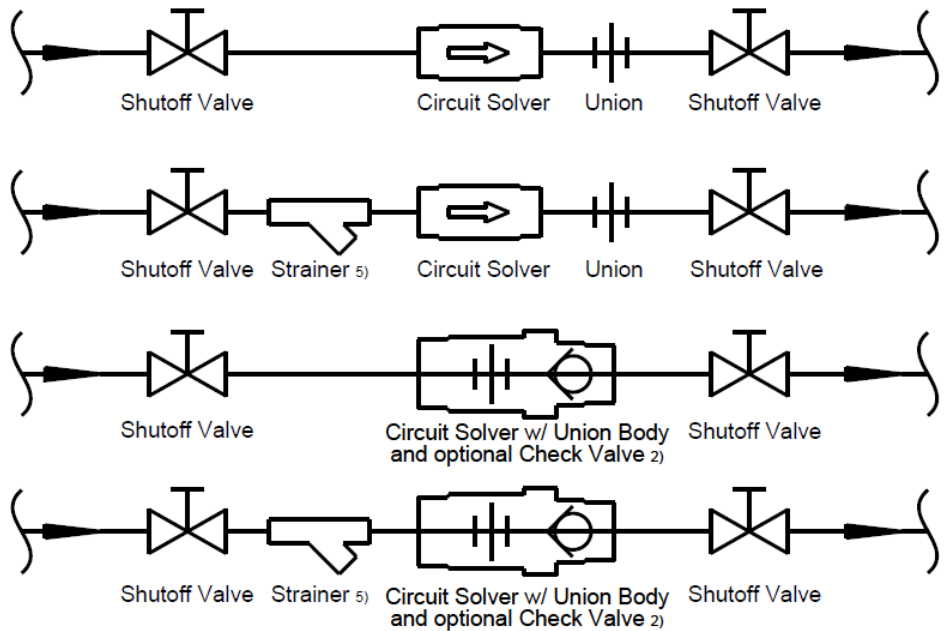 Shutoff Valve Circuit Solver Union Shutoff Valve
Shutoff Valve Strainer 5) Circuit Solver Union Shutoff Valve
Shutoff Valve Circuit Solver w/ Union Body Shutoff Valve
and optional Check Valve 2)
Shutoff Valve Strainer 5) Circuit Solver w/ Union Body Shutoff Valve
and optional Check Valve 2)